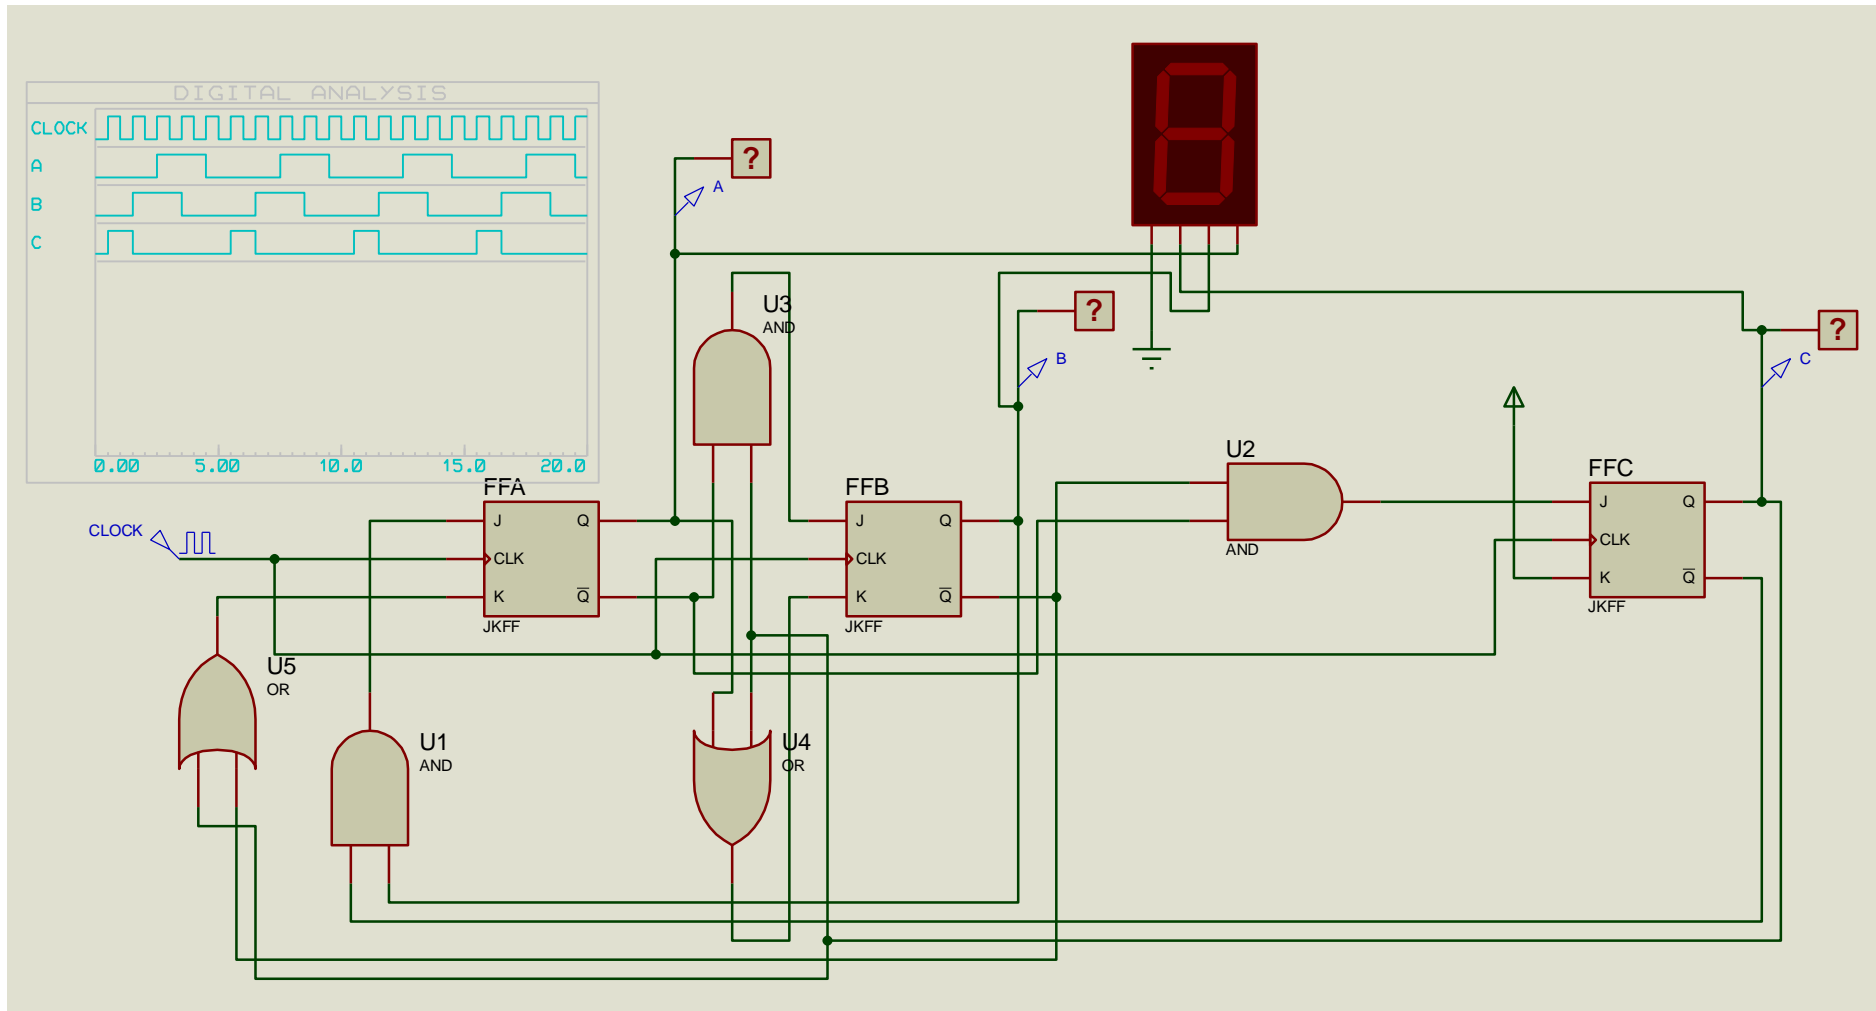 DIGITAL ANALYSIS
CLOCK
A
B
C
0.00 5.00 10.0 15.0 20.0
?
A
?
B
?
C
U3
AND
U2
AND
FFA
J Q
CLK
K Q
JKFF
FFB
J Q
CLK
K Q
JKFF
FFC
J Q
CLK
K Q
JKFF
CLOCK
U5
OR
U1
AND
U4
OR